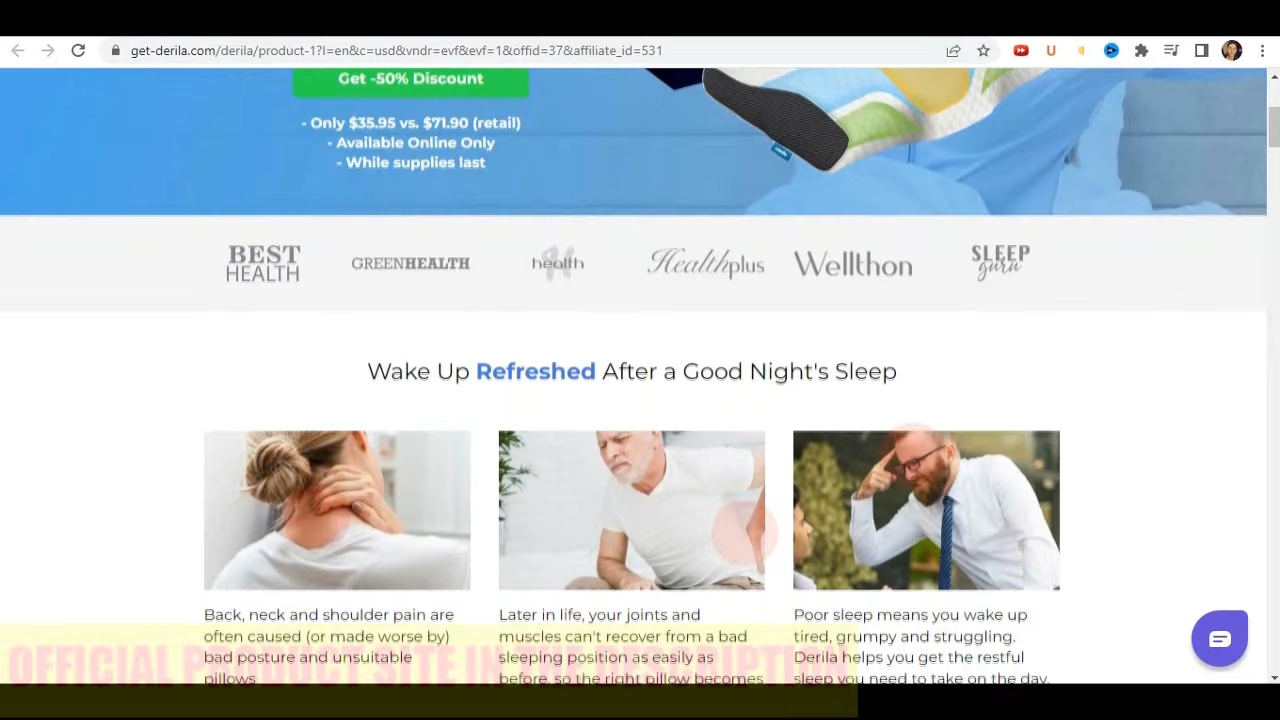 get-derila.com/derila/product-1?l=en&c=usd&vndr=evf&evf=1&offid=37&affiliate_id=531
Get -50% Discount
- Only $35.95 vs. $71.90 (retail)
- Available Online Only
- While supplies last
BEST
HEALTH
GREENHEALTH
health
Healthplus
Wellthon
SLEEP
guru
Wake Up Refreshed After a Good Night's Sleep
Back, neck and shoulder pain are
often caused (or made worse by)
bad posture and unsuitable
pillows
Later in life, your joints and
muscles can't recover from a bad
sleeping position as easily as
before, so the right pillow becomes
Poor sleep means you wake up
tired, grumpy and struggling.
Derila helps you get the restful
sleep you need to take on the day.
OFFICIAL PRODUCT SITE IN